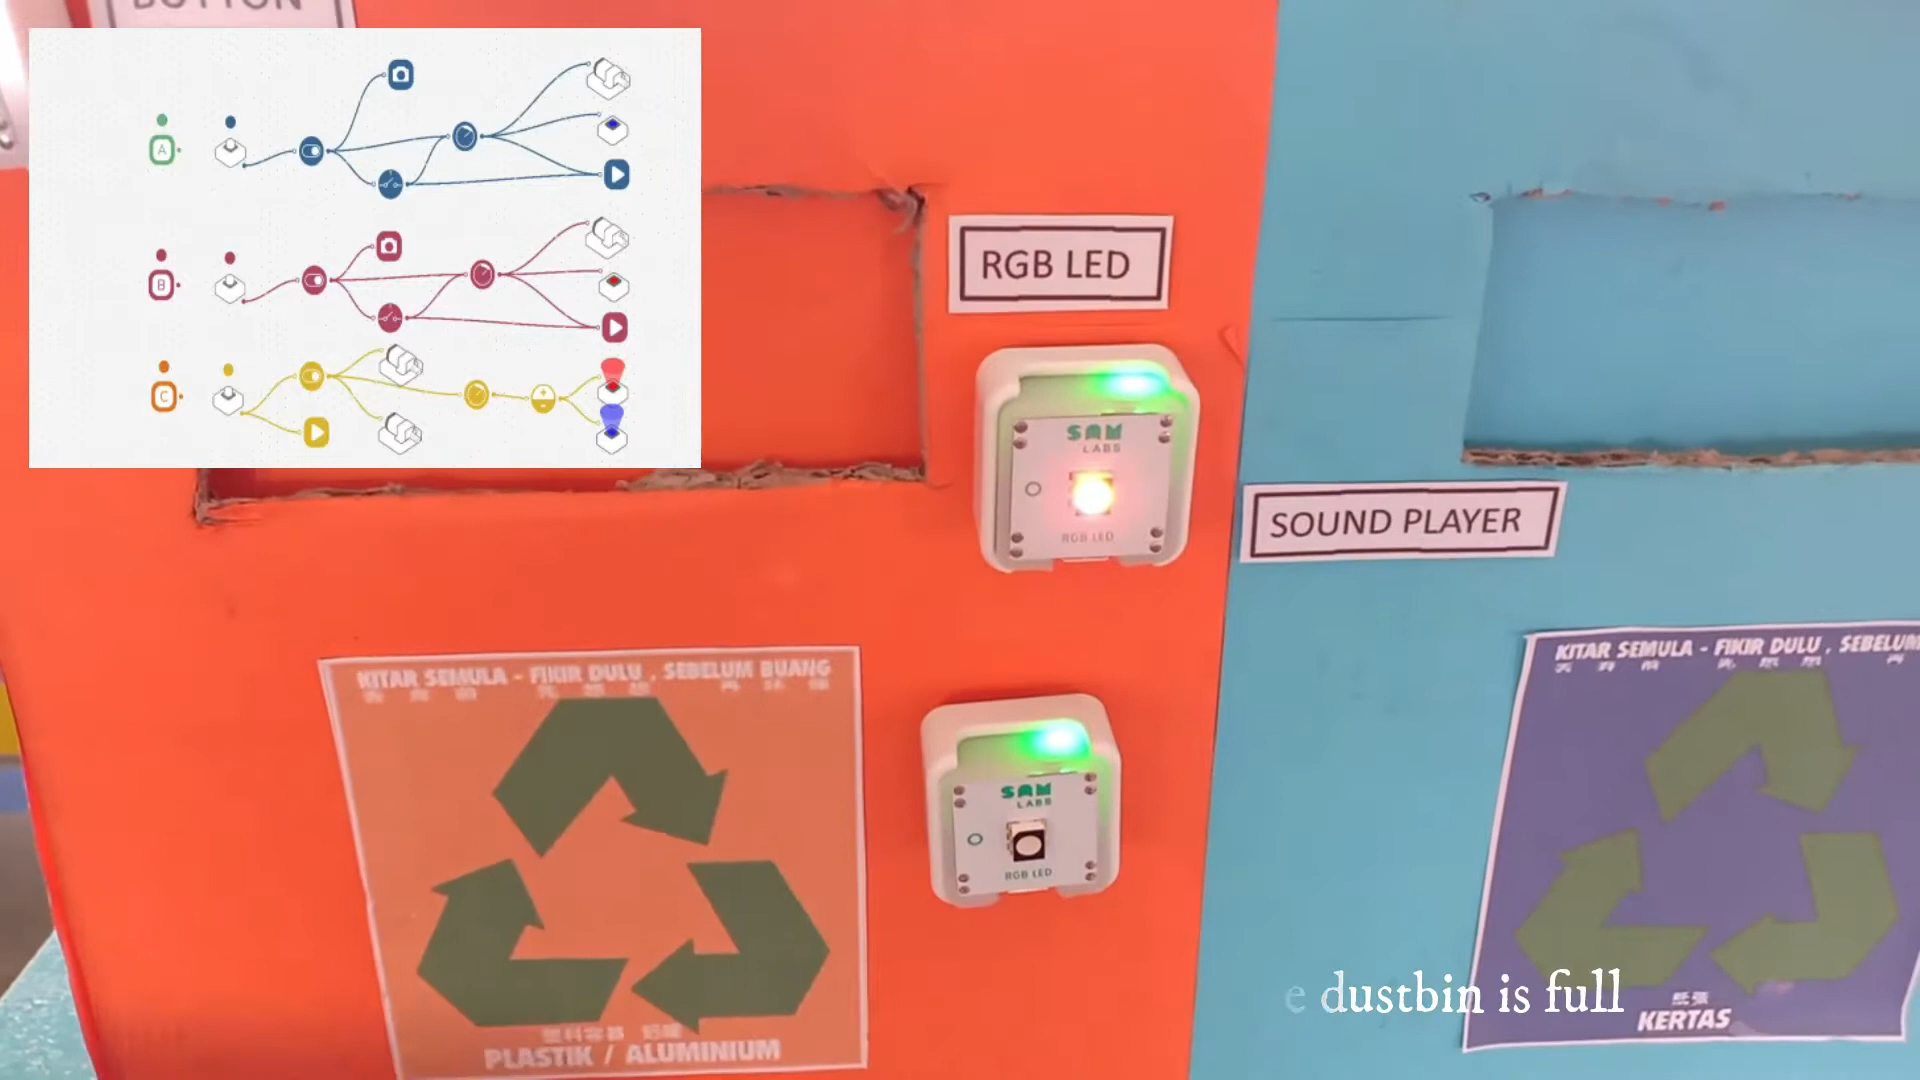 BUTTON
A
B
C
RGB LED
SAM
LABS
RGB LED
SOUND PLAYER
KITAR SEMULA - FIKIR DULU , SEBELUM BUANG
KITAR SEMULA - FIKIR DULU , SEBELUM
SAM
LABS
RGB LED
e dustbin is full
PLASTIK / ALUMINIUM
KERTAS